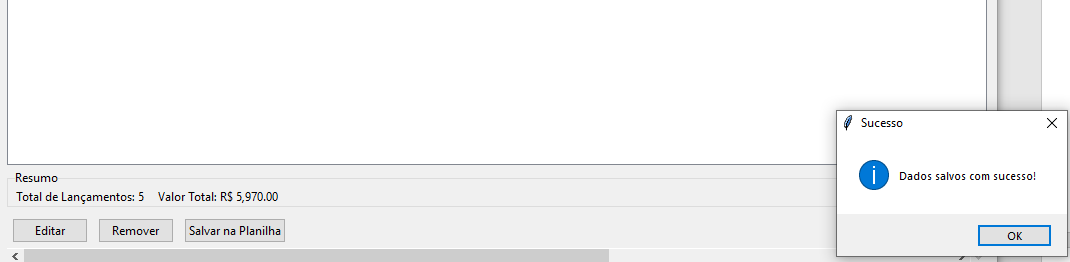 Sucesso
Dados salvos com sucesso!
OK
Resumo
Total de Lançamentos: 5 Valor Total: R$ 5,970.00
Editar Remover Salvar na Planilha